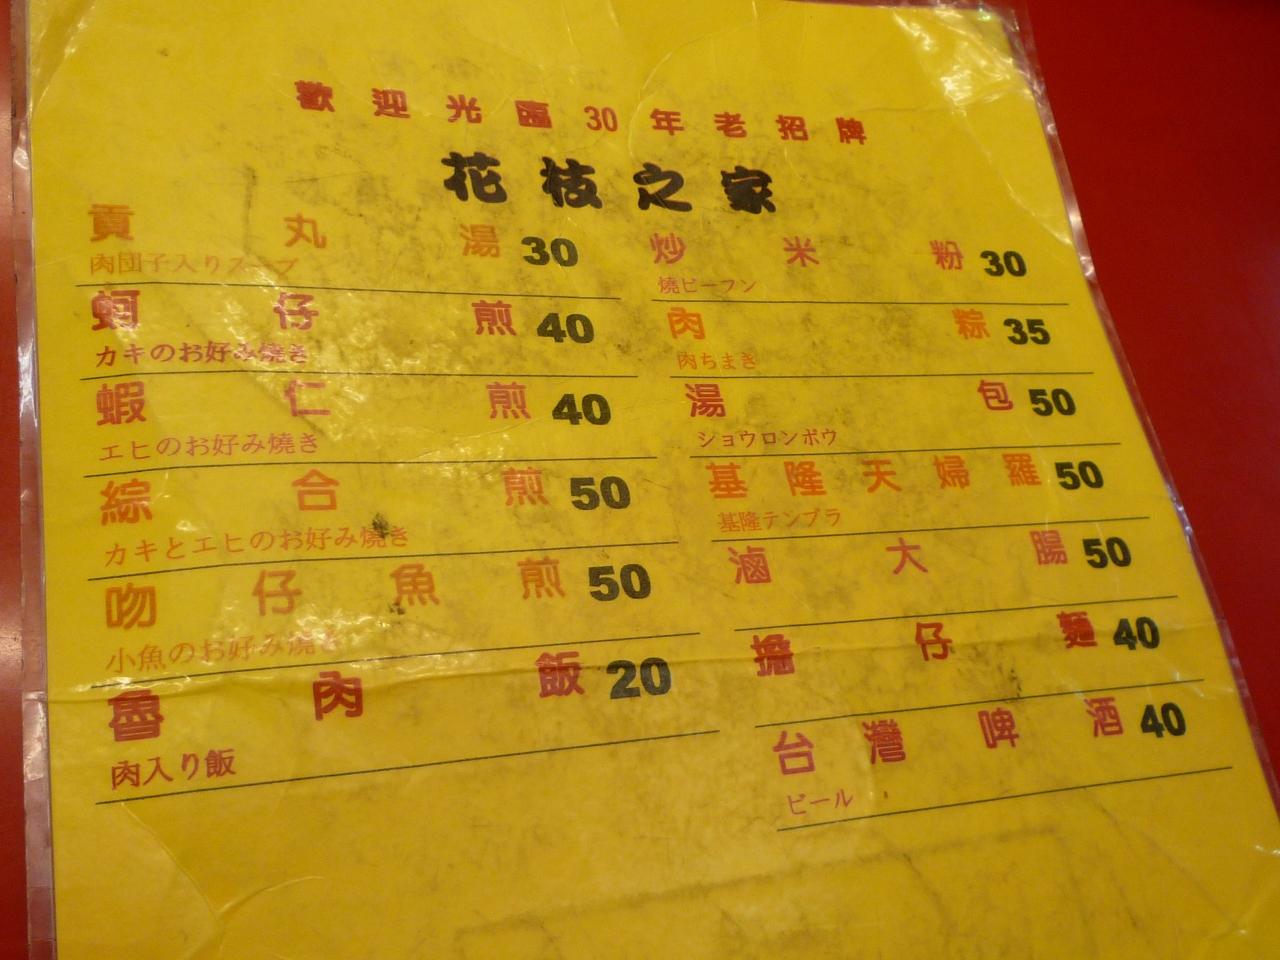 歡迎光臨30年老招牌
花枝之家
貢丸湯 30
肉団子入りスープ
蚵仔煎 40
カキのお好み焼き
蝦仁煎 40
エヒのお好み燒き
綜合煎 50
カキとエヒのお好み燒き
吻仔魚煎 50
小魚のお好み燒き
魯肉飯 20
肉入り飯
炒米粉 30
燒ビーフン
肉粽 35
肉ちまき
湯包 50
ショウロンポウ
基隆天婦羅 50
基隆テンプラ
滷大腸 50
擔仔麵 40
台灣啤酒 40
ビール